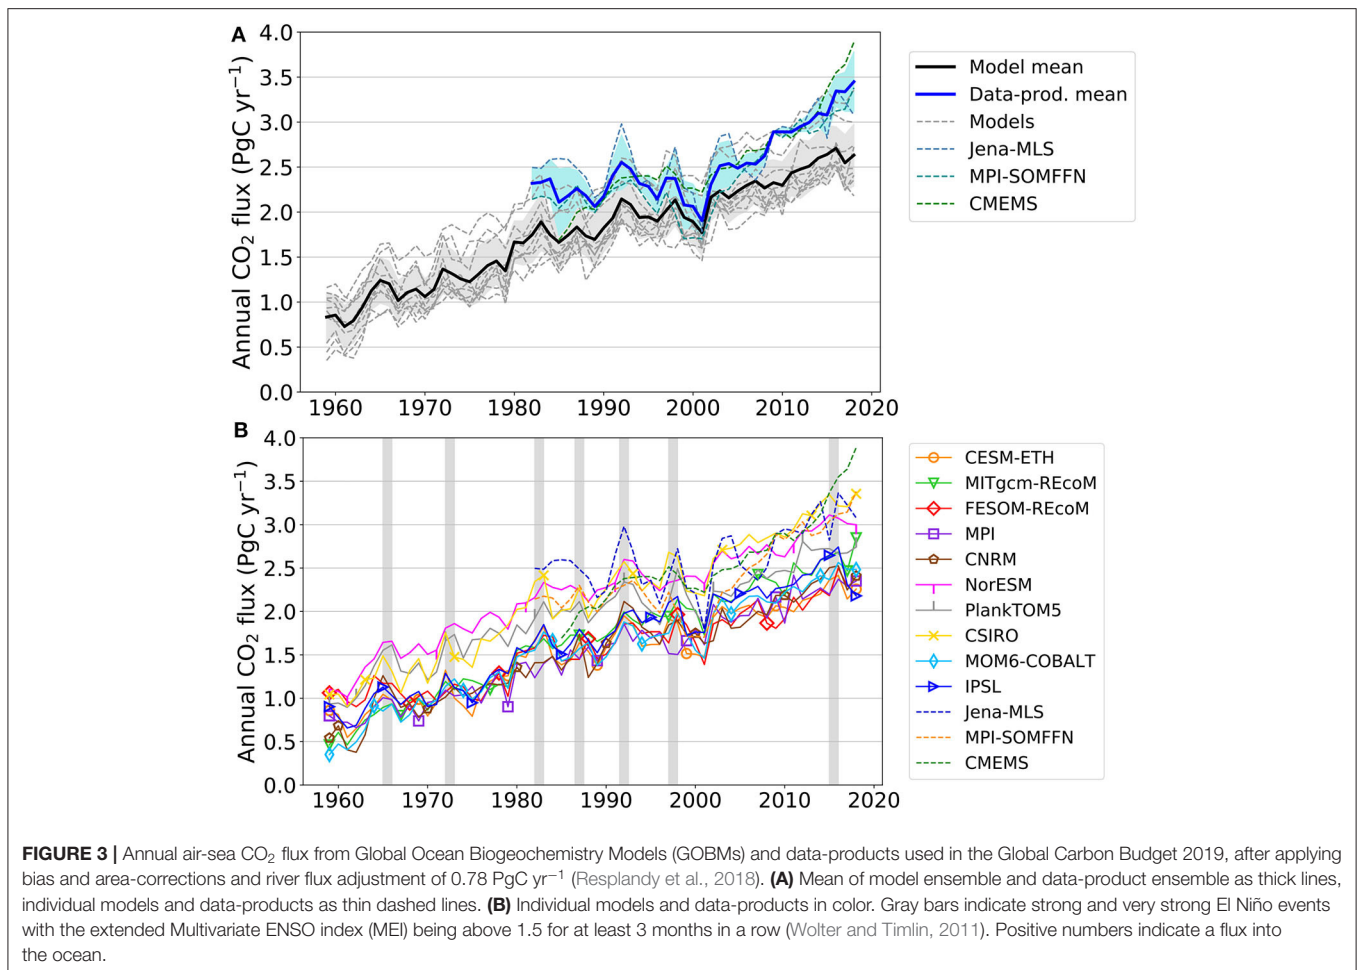 A
4.0
3.5
3.0
2.5
2.0
1.5
1.0
0.5
0.0
Annual CO₂ flux (PgC yr⁻¹)
1960 1970 1980 1990 2000 2010 2020
Model mean
Data-prod. mean
Models
Jena-MLS
MPI-SOMFFN
CMEMS
B
4.0
3.5
3.0
2.5
2.0
1.5
1.0
0.5
0.0
Annual CO₂ flux (PgC yr⁻¹)
1960 1970 1980 1990 2000 2010 2020
CESM-ETH
MITgcm-REcoM
FESOM-REcoM
MPI
CNRM
NorESM
PlankTOM5
CSIRO
MOM6-COBALT
IPSL
Jena-MLS
MPI-SOMFFN
CMEMS
FIGURE 3 | Annual air-sea CO₂ flux from Global Ocean Biogeochemistry Models (GOBMs) and data-products used in the Global Carbon Budget 2019, after applying
bias and area-corrections and river flux adjustment of 0.78 PgC yr⁻¹ (Resplandy et al., 2018). (A) Mean of model ensemble and data-product ensemble as thick lines,
individual models and data-products as thin dashed lines. (B) Individual models and data-products in color. Gray bars indicate strong and very strong El Niño events
with the extended Multivariate ENSO index (MEI) being above 1.5 for at least 3 months in a row (Wolter and Timlin, 2011). Positive numbers indicate a flux into
the ocean.